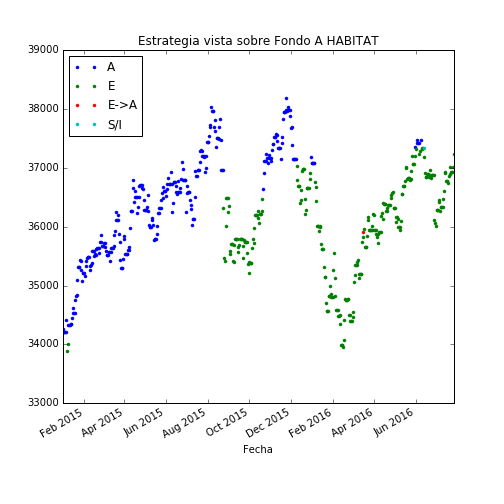 Estrategia vista sobre Fondo A HABITAT
39000
38000
37000
36000
35000
34000
33000
A
E
E->A
S/I
Feb 2015
Apr 2015
Jun 2015
Aug 2015
Oct 2015
Dec 2015
Feb 2016
Apr 2016
Jun 2016
Fecha